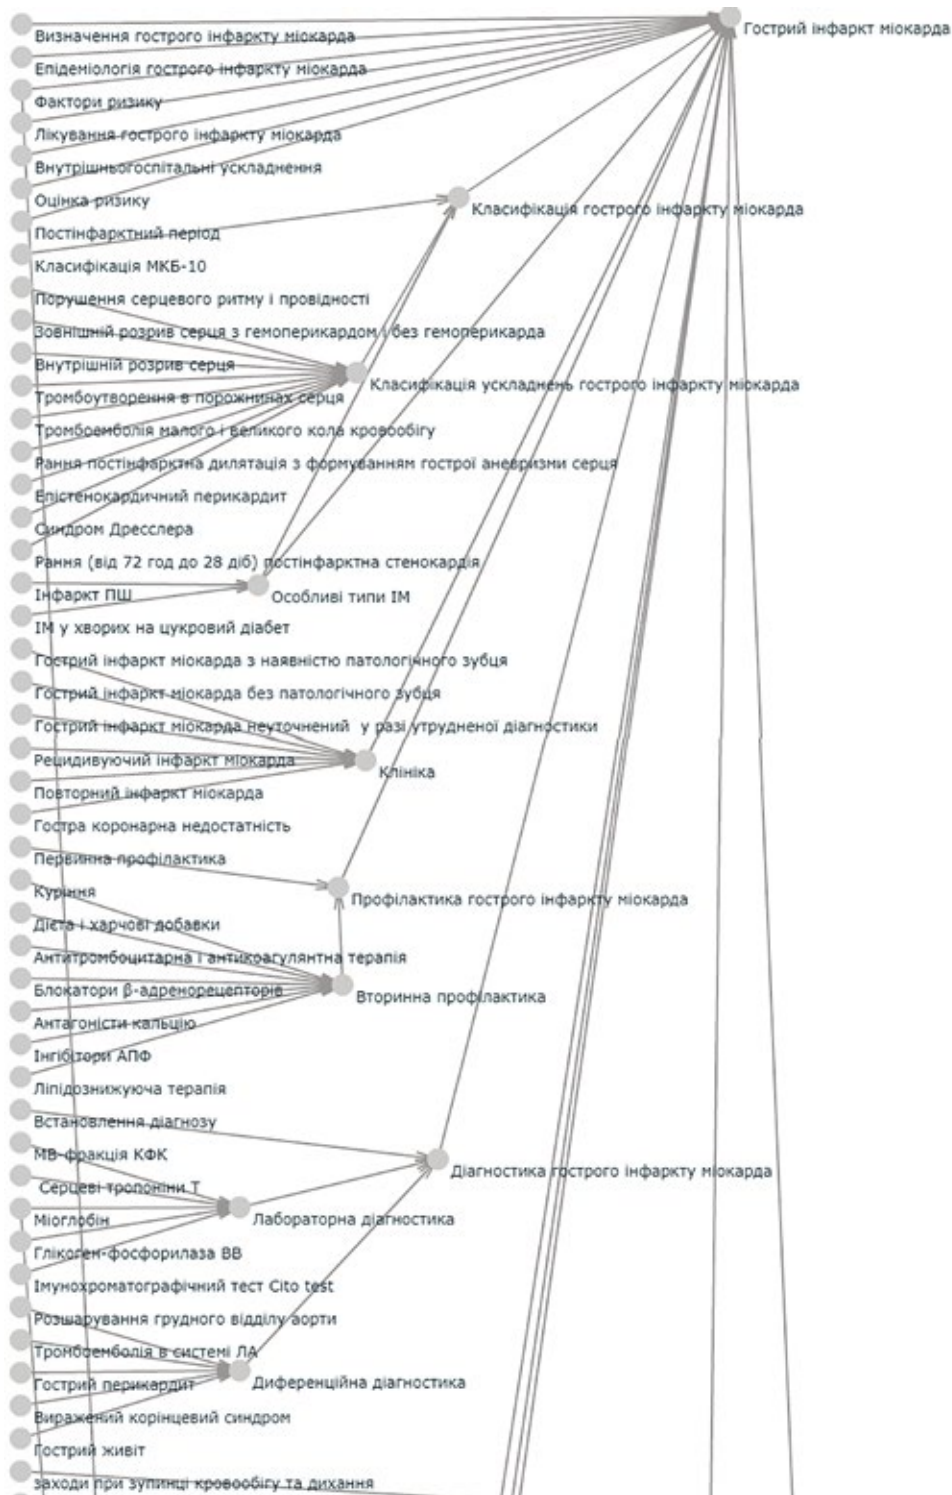 Гострий інфаркт міокарда
Визначення гострого інфаркту міокарда
Епідеміологія гострого інфаркту міокарда
Фактори ризику
Лікування гострого інфаркту міокарда
Внутрішньогоспітальні ускладнення
Оцінка ризику
Класифікація гострого інфаркту міокарда
Постінфарктний період
Класифікація МКБ-10
Порушення серцевого ритму і провідності
Зовнішній розрив серця з гемоперикардом і без гемоперикарда
Внутрішній розрив серця
Класифікація ускладнень гострого інфаркту міокарда
Тромбоутворення в порожнинах серця
Тромбоемболія малого і великого кола кровообігу
Рання постінфарктна дилятація з формуванням гострої аневризми серця
Епістенокардичний перикардит
Синдром Дресслера
Рання (від 72 год до 28 діб) постінфарктна стенокардія
Інфаркт ПШ
Особливі типи ІМ
ІМ у хворих на цукровий діабет
Гострий інфаркт міокарда з наявністю патологічного зубця
Гострий інфаркт міокарда без патологічного зубця
Гострий інфаркт міокарда неуточнений у разі утрудненої діагностики
Рецидивуючий інфаркт міокарда
Клініка
Повторний інфаркт міокарда
Гостра коронарна недостатність
Первинна профілактика
Куріння
Профілактика гострого інфаркту міокарда
Дієта і харчові добавки
Антитромбоцитарна і антикоагулянтна терапія
Блокатори β-адренорецепторів
Вторинна профілактика
Антагоністи кальцію
Інгібітори АПФ
Ліпідознижуюча терапія
Встановлення діагнозу
МВ-фракція КФК
Діагностика гострого інфаркту міокарда
Серцеві тропоніни Т
Міоглобін
Лабораторна діагностика
Глікоген-фосфорилаза ВВ
Імунохроматографічний тест Cito test
Розшарування грудного відділу аорти
Тромбоемболія в системі ЛА
Гострий перикардит
Диференційна діагностика
Виражений корінцевий синдром
Гострий живіт
заходи при зупинці кровообігу та дихання